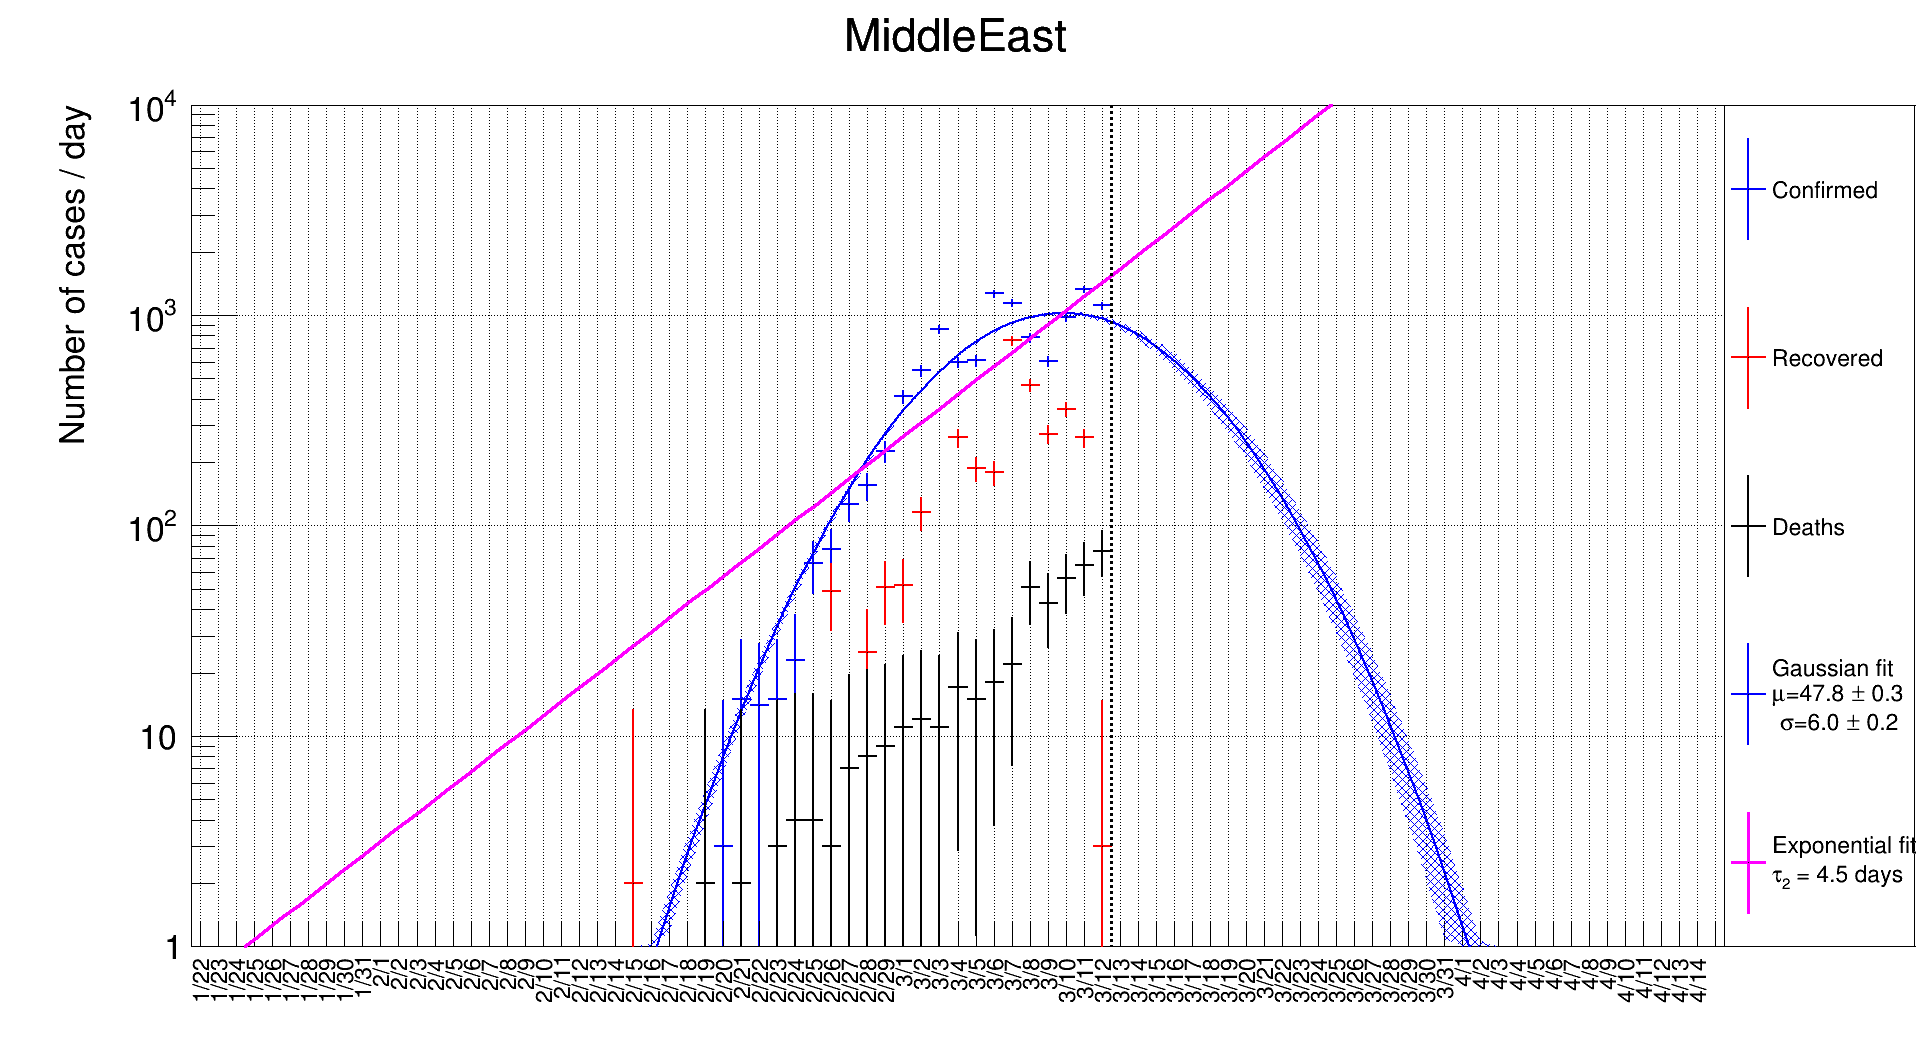 MiddleEast
Number of cases / day
10^4
10^3
10^2
10
1
1/22 1/23 1/24 1/25 1/26 1/27 1/28 1/29 1/30 1/31 2/1 2/2 2/3 2/4 2/5 2/6 2/7 2/8 2/9 2/10 2/11 2/12 2/13 2/14 2/15 2/16 2/17 2/18 2/19 2/20 2/21 2/22 2/23 2/24 2/25 2/26 2/27 2/28 2/29 3/1 3/2 3/3 3/4 3/5 3/6 3/7 3/8 3/9 3/10 3/11 3/12 3/13 3/14 3/15 3/16 3/17 3/18 3/19 3/20 3/21 3/22 3/23 3/24 3/25 3/26 3/27 3/28 3/29 3/30 3/31 4/1 4/2 4/3 4/4 4/5 4/6 4/7 4/8 4/9 4/10 4/11 4/12 4/13 4/14
Confirmed
Recovered
Deaths
Gaussian fit
μ=47.8 ± 0.3
σ=6.0 ± 0.2
Exponential fit
τ₂ = 4.5 days